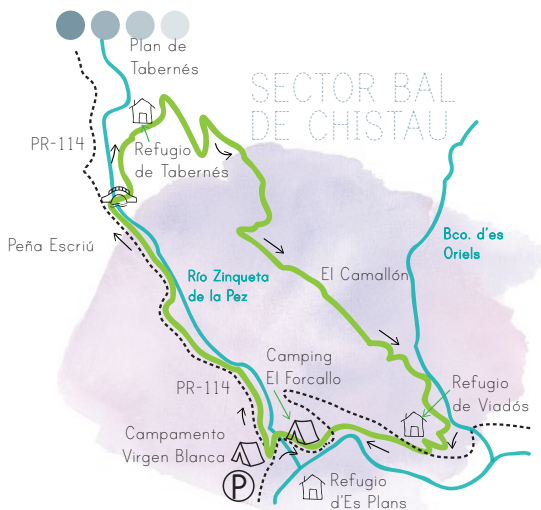 Plan de
Tabernés
SECTOR BAL
DE CHISTAU
PR-114
Refugio
de Tabernés
Peña Escriú
Bco. d'es
Oriels
Río Zinqueta
de la Pez
El Camallón
Camping
El Forcallo
PR-114
Refugio
de Viadós
Campamento
Virgen Blanca
P
Refugio
d'Es Plans